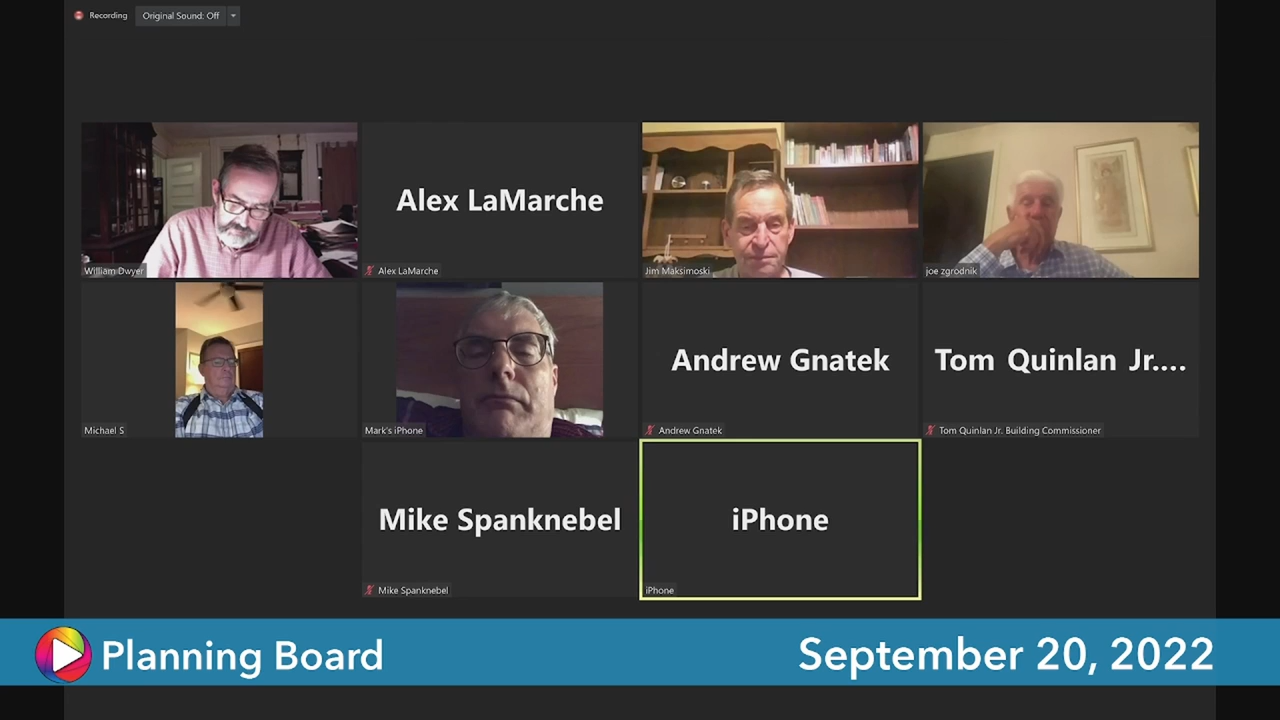 Recording
Original Sound: Off
William Dwyer
Alex LaMarche
Alex LaMarche
Jim Maksimoski
joe zgrodnik
Michael S
Mark's iPhone
Andrew Gnatek
Andrew Gnatek
Tom Quinlan Jr....
Tom Quinlan Jr. Building Commissioner
Mike Spanknebel
Mike Spanknebel
iPhone
iPhone
Planning Board
September 20, 2022